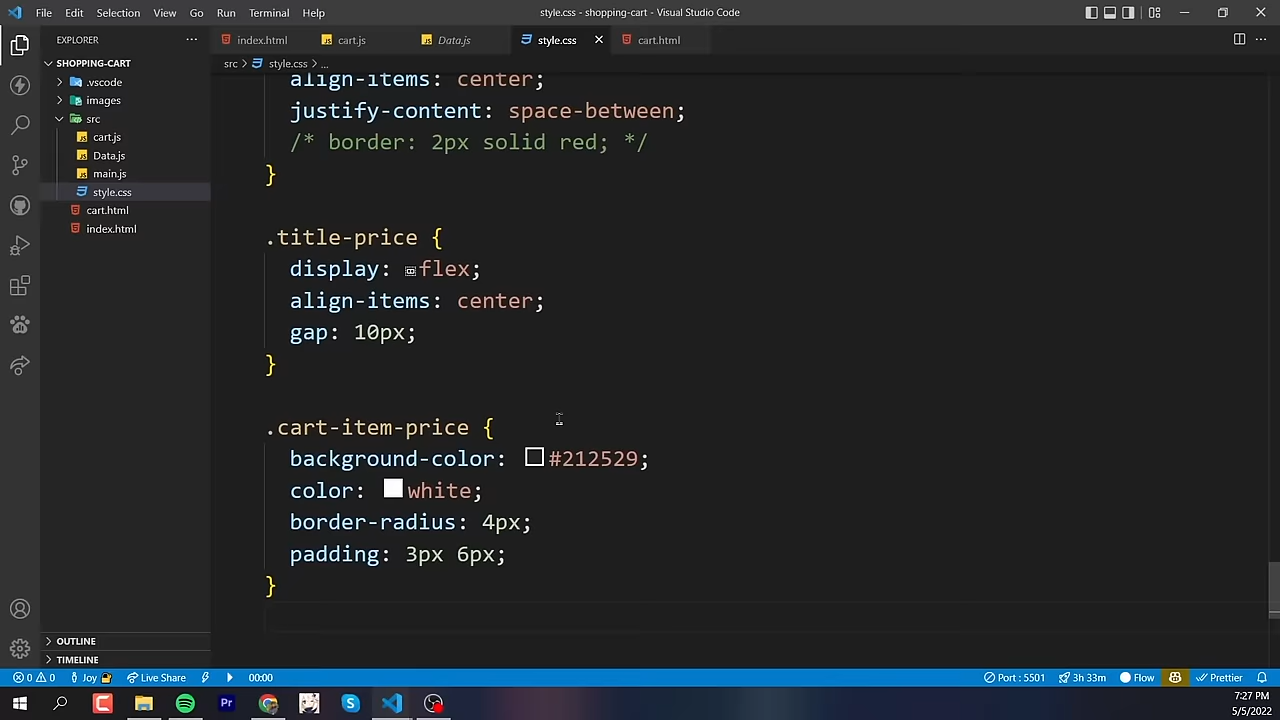 File Edit Selection View Go Run Terminal Help
style.css - shopping-cart - Visual Studio Code
EXPLORER
SHOPPING-CART
.vscode
images
src
cart.js
Data.js
main.js
style.css
cart.html
index.html
OUTLINE
TIMELINE
index.html cart.js Data.js style.css cart.html
src > style.css > ...
align-items: center;
justify-content: space-between;
/* border: 2px solid red; */
}
.title-price {
display: flex;
align-items: center;
gap: 10px;
}
.cart-item-price {
background-color: #212529;
color: white;
border-radius: 4px;
padding: 3px 6px;
}
0 0 Joy Live Share 00:00 Port : 5501 3h 33m Flow Prettier
7:27 PM
5/5/2022